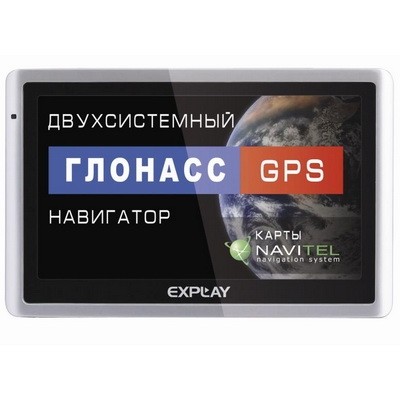 ДВУХСИСТЕМНЫЙ
ГЛОНАСС GPS
НАВИГАТОР
КАРТЫ
NAVITEL
navigation system
EXPLAY